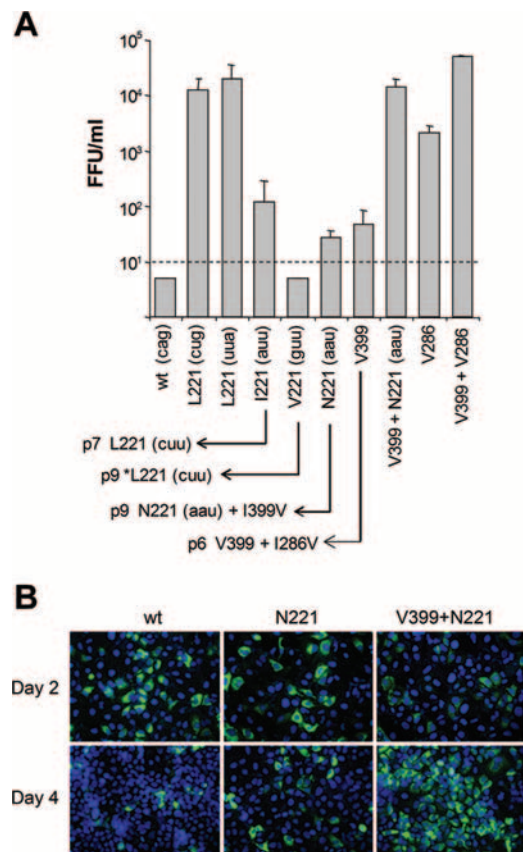 A
10^5
10^4
10^3
10^2
10^1
FFU/ml
wt (cag)
L221 (cug)
L221 (uua)
I221 (auu)
V221 (guu)
N221 (aau)
V399
V399 + N221 (aau)
V286
V399 + V286
p7 L221 (cuu)
p9 *L221 (cuu)
p9 N221 (aau) + I399V
p6 V399 + I286V
B
wt N221 V399+N221
Day 2
Day 4